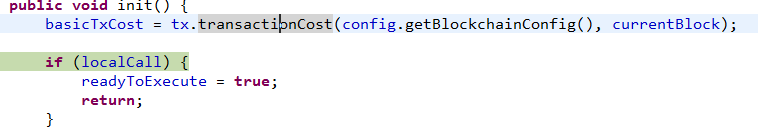 public void init() {
basicTxCost = tx.transactionCost(config.getBlockchainConfig(), currentBlock);
if (localCall) {
readyToExecute = true;
return;
}